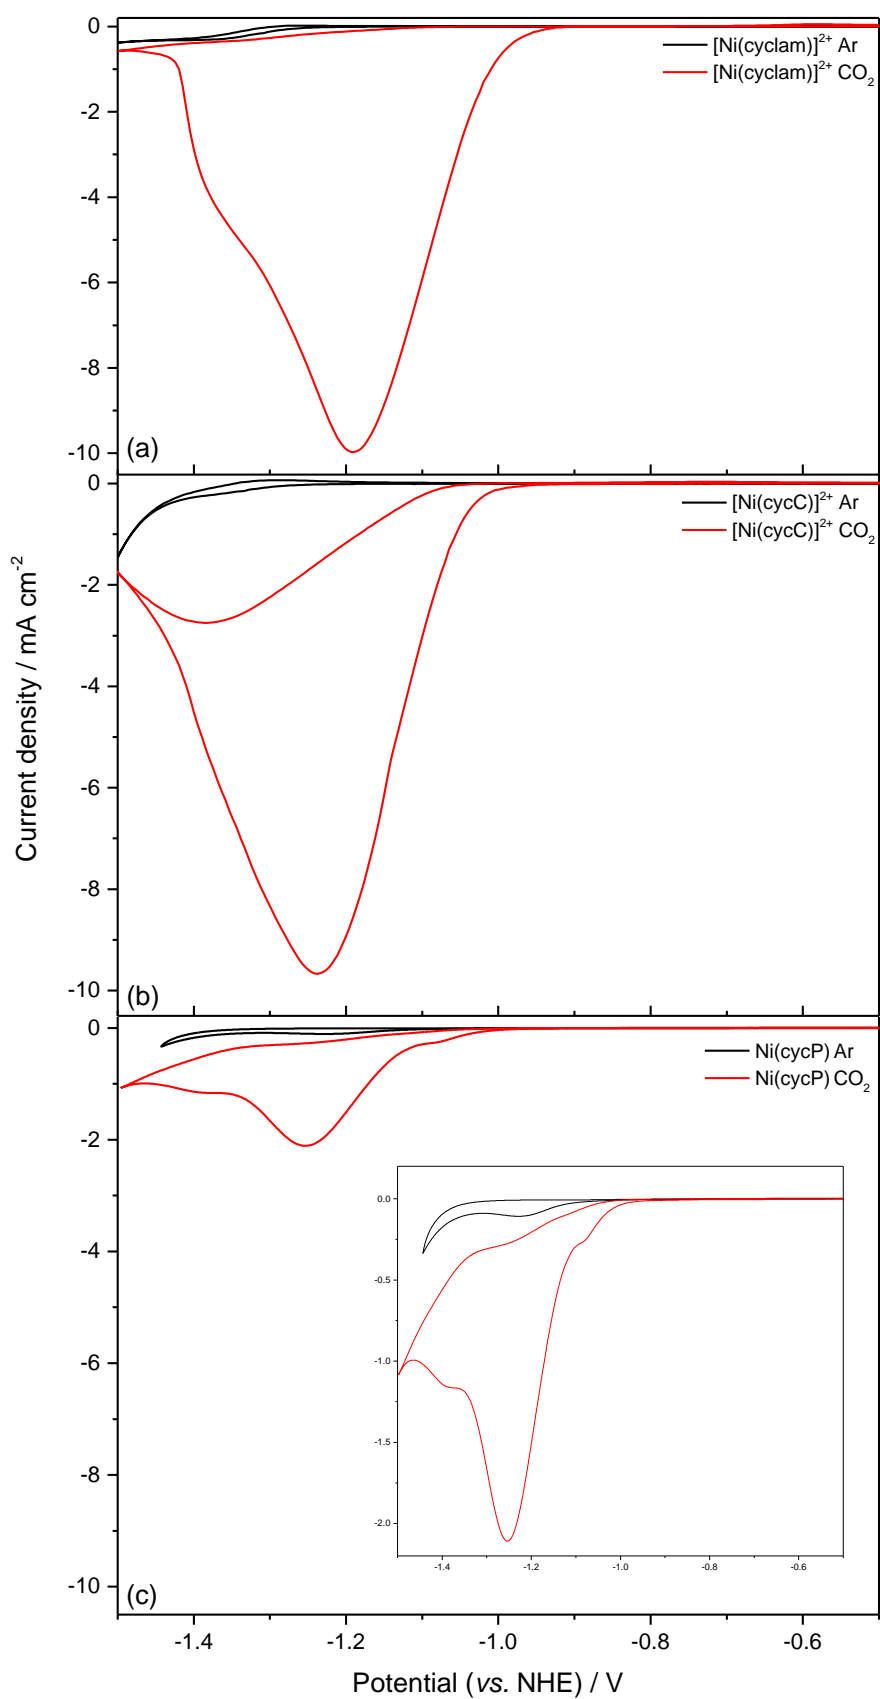 0
-2
-4
-6
-8
-10
[Ni(cyclam)]²⁺ Ar
[Ni(cyclam)]²⁺ CO₂
(a)
0
-2
-4
-6
-8
-10
[Ni(cycC)]²⁺ Ar
[Ni(cycC)]²⁺ CO₂
(b)
Current density / mA cm⁻²
0
-2
-4
-6
-8
-10
Ni(cycP) Ar
Ni(cycP) CO₂
0.0
-0.5
-1.0
-1.5
-2.0
-1.4 -1.2 -1.0 -0.8 -0.6
(c)
-1.4 -1.2 -1.0 -0.8 -0.6
Potential (vs. NHE) / V